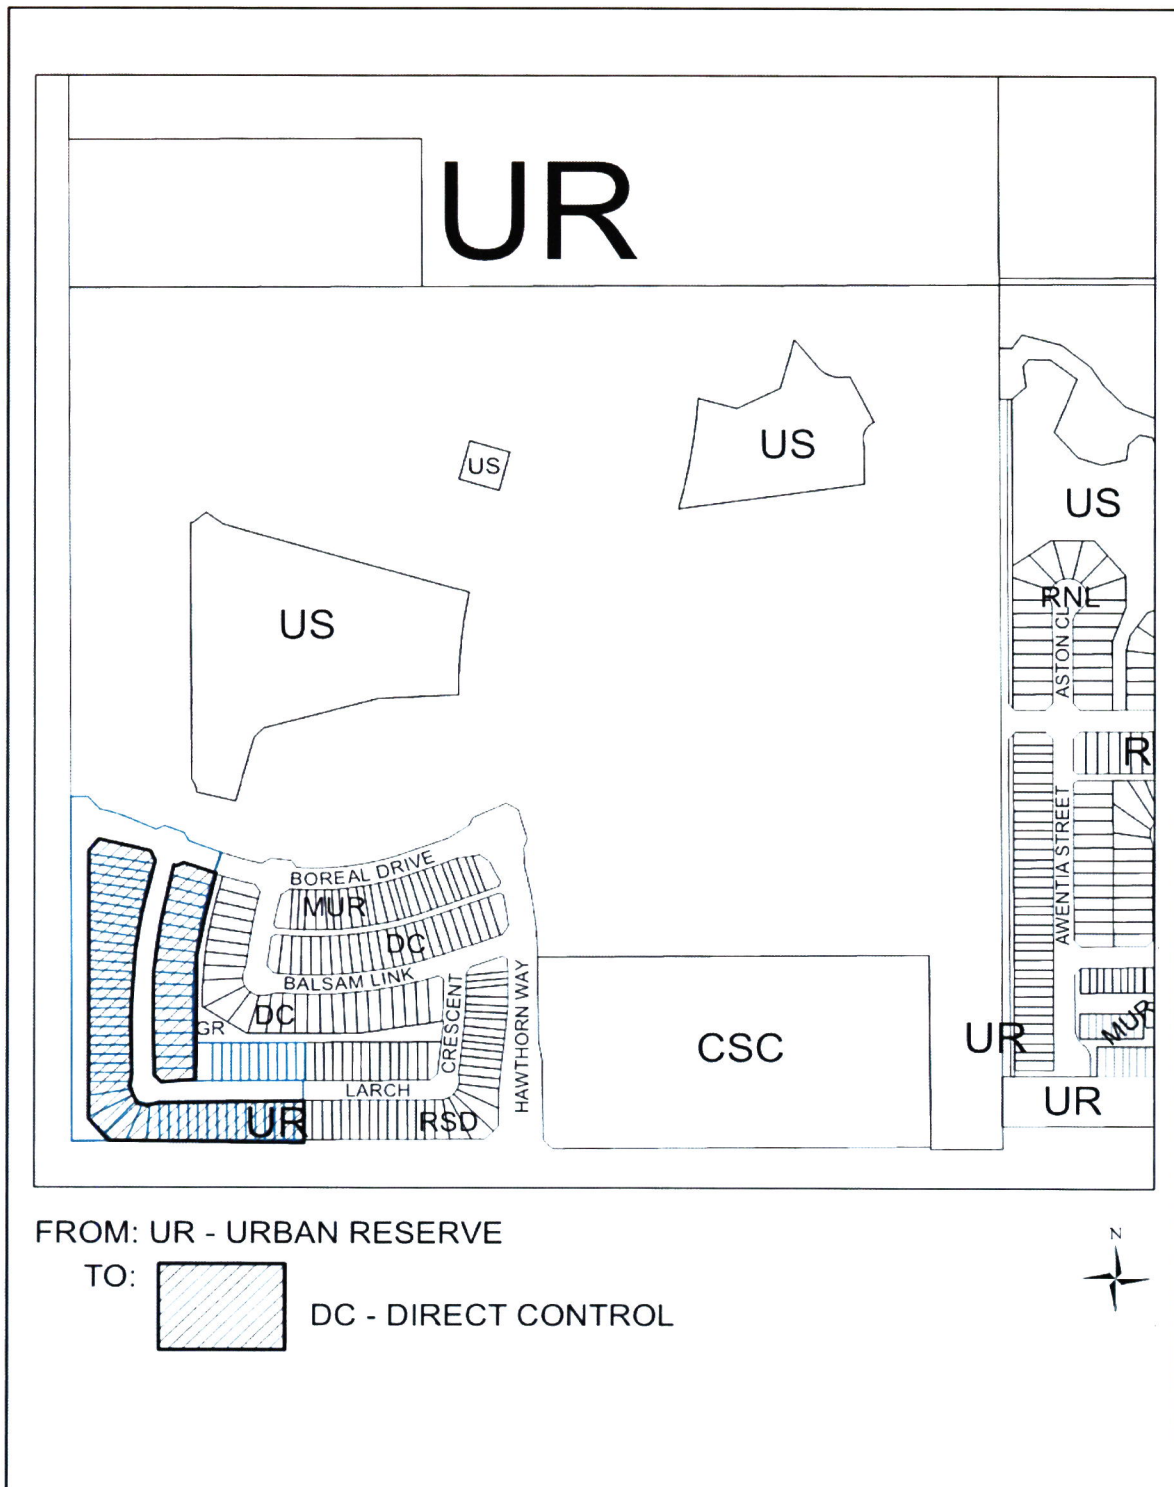 UR
US
US
US
US
RNL
ASTON CL
R
BOREAL DRIVE
MUR
DC
BALSAM LINK
DC
GR
CRESCENT
HAWTHORN WAY
AWENTIA STREET
CSC
UR
MUR
UR
LARCH
UR
RSD
FROM: UR - URBAN RESERVE
TO:
DC - DIRECT CONTROL
N